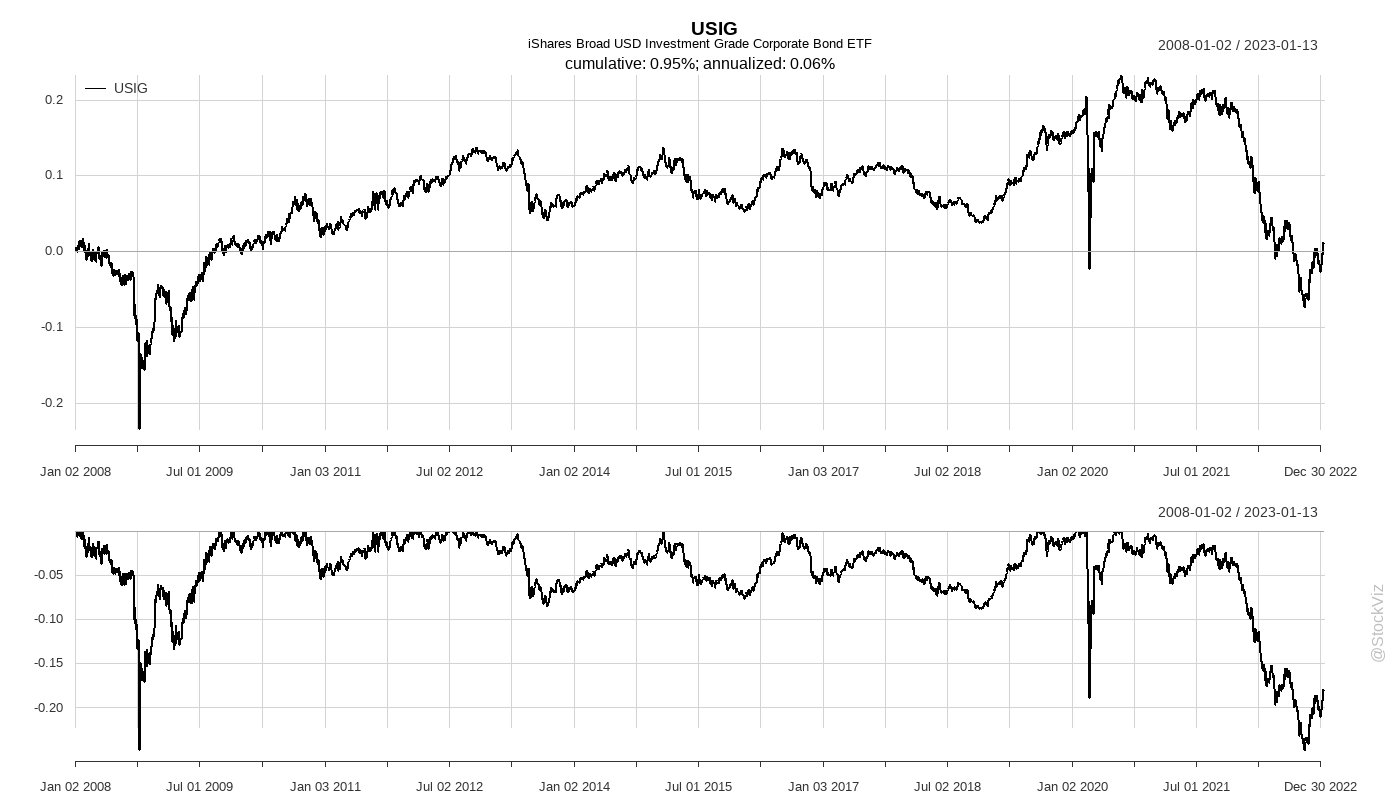 USIG
iShares Broad USD Investment Grade Corporate Bond ETF
2008-01-02 / 2023-01-13
cumulative: 0.95%; annualized: 0.06%
USIG
0.2
0.1
0.0
-0.1
-0.2
Jan 02 2008 Jul 01 2009 Jan 03 2011 Jul 02 2012 Jan 02 2014 Jul 01 2015 Jan 03 2017 Jul 02 2018 Jan 02 2020 Jul 01 2021 Dec 30 2022
2008-01-02 / 2023-01-13
-0.05
-0.10
-0.15
-0.20
Jan 02 2008 Jul 01 2009 Jan 03 2011 Jul 02 2012 Jan 02 2014 Jul 01 2015 Jan 03 2017 Jul 02 2018 Jan 02 2020 Jul 01 2021 Dec 30 2022
@StockViz